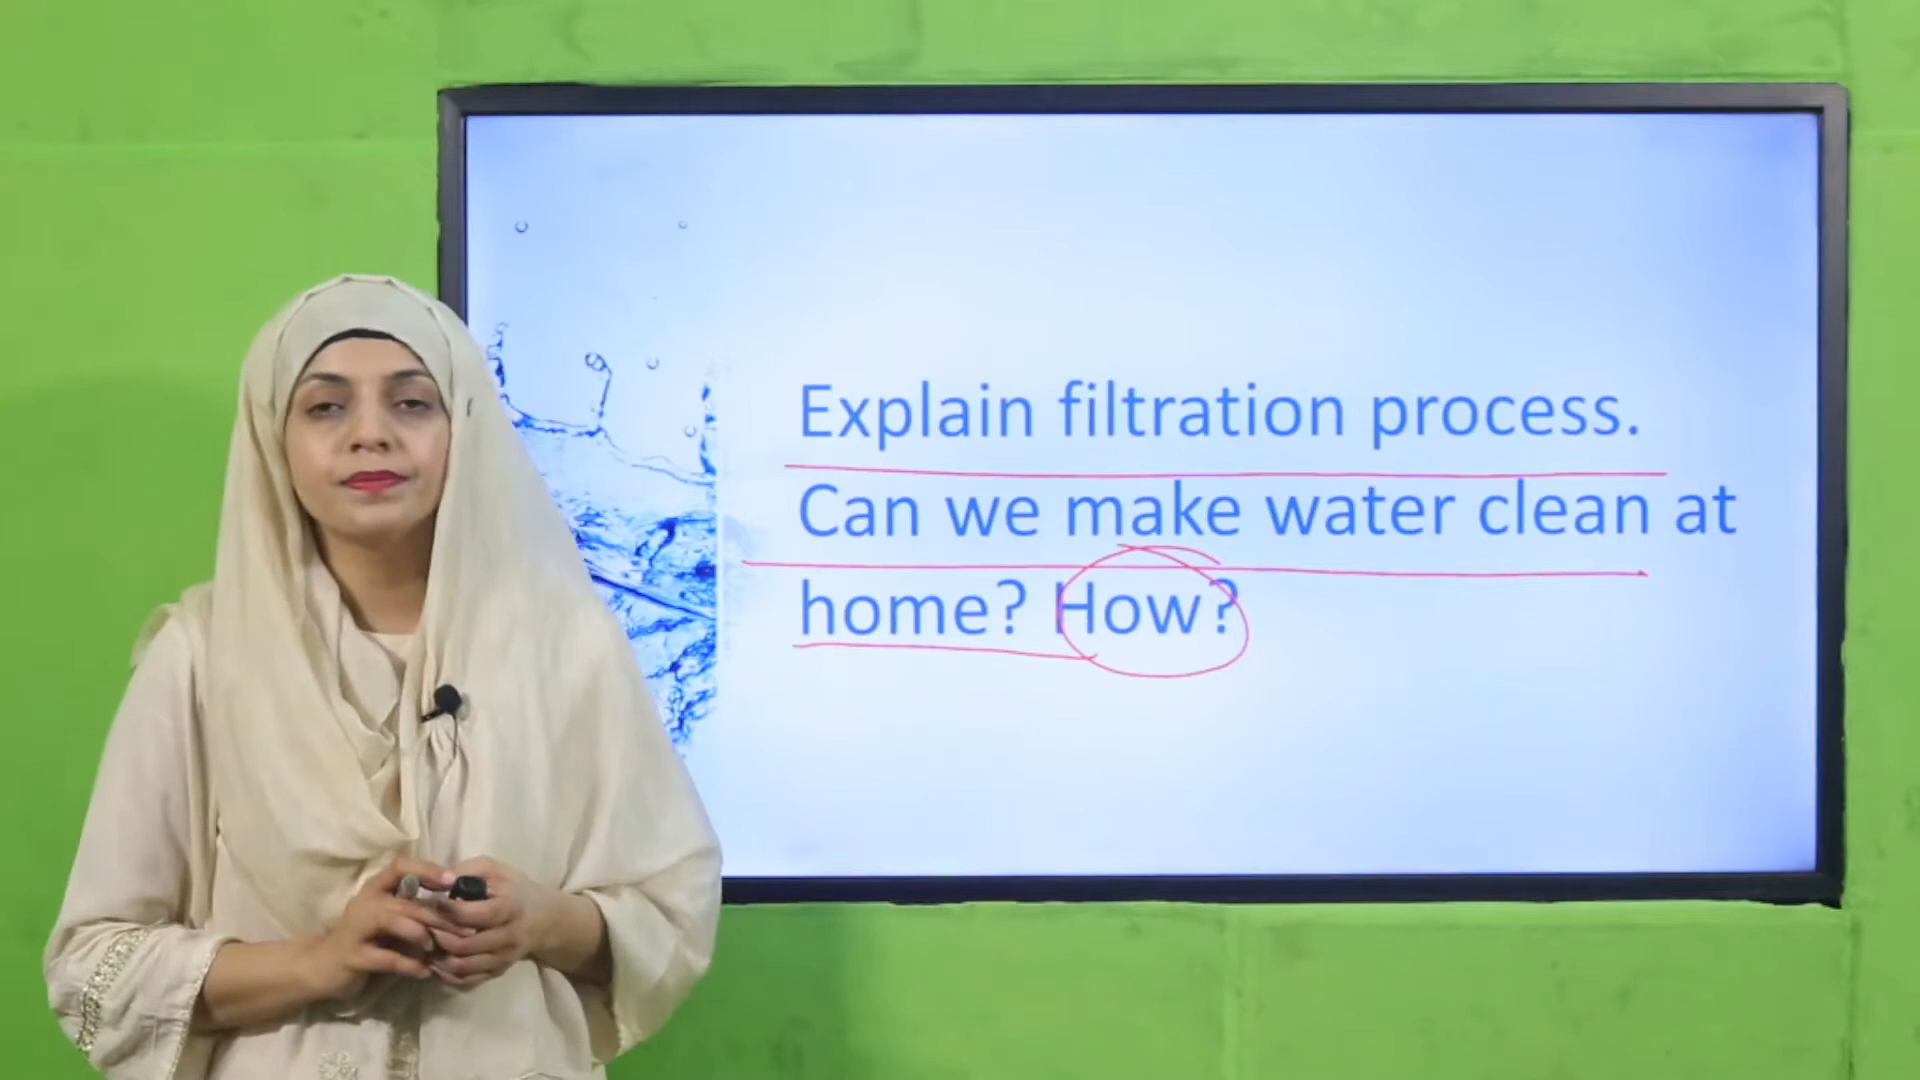 Explain filtration process.
Can we make water clean at
home? How?